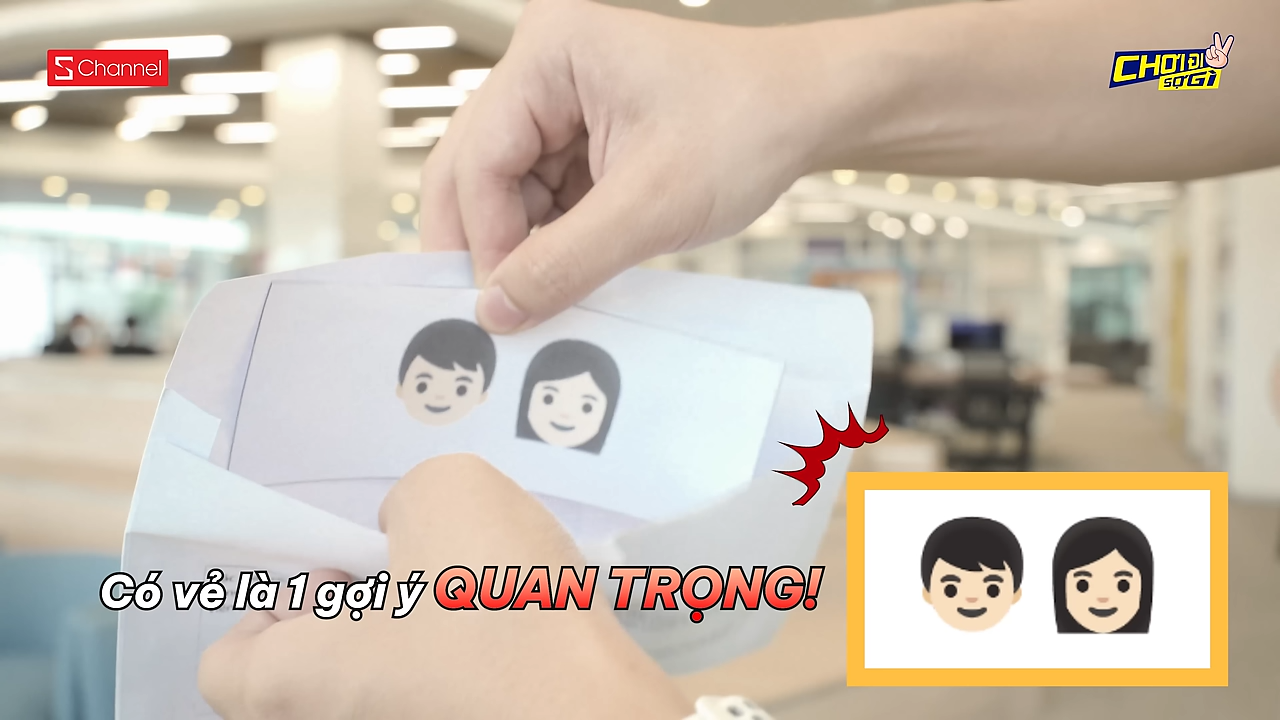 S Channel
CHƠI ĐI
SỢ GÌ
Có vẻ là 1 gợi ý QUAN TRỌNG!